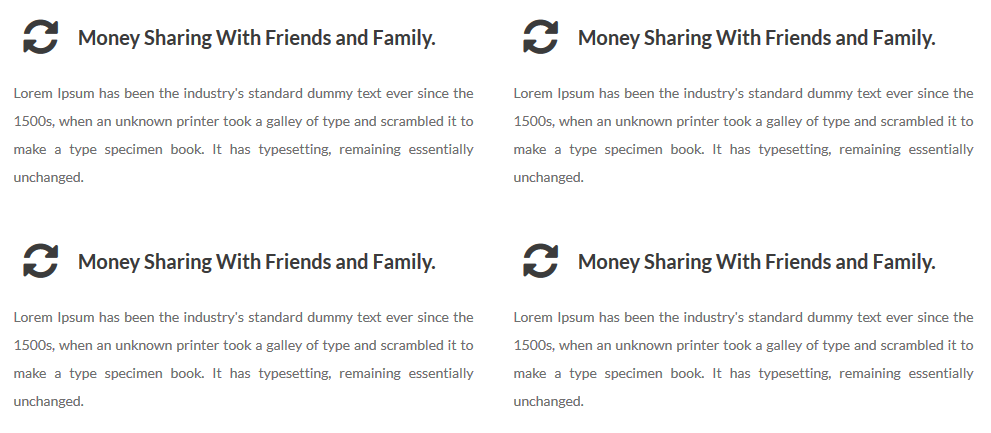 Money Sharing With Friends and Family.
Lorem Ipsum has been the industry's standard dummy text ever since the
1500s, when an unknown printer took a galley of type and scrambled it to
make a type specimen book. It has typesetting, remaining essentially
unchanged.
Money Sharing With Friends and Family.
Lorem Ipsum has been the industry's standard dummy text ever since the
1500s, when an unknown printer took a galley of type and scrambled it to
make a type specimen book. It has typesetting, remaining essentially
unchanged.
Money Sharing With Friends and Family.
Lorem Ipsum has been the industry's standard dummy text ever since the
1500s, when an unknown printer took a galley of type and scrambled it to
make a type specimen book. It has typesetting, remaining essentially
unchanged.
Money Sharing With Friends and Family.
Lorem Ipsum has been the industry's standard dummy text ever since the
1500s, when an unknown printer took a galley of type and scrambled it to
make a type specimen book. It has typesetting, remaining essentially
unchanged.